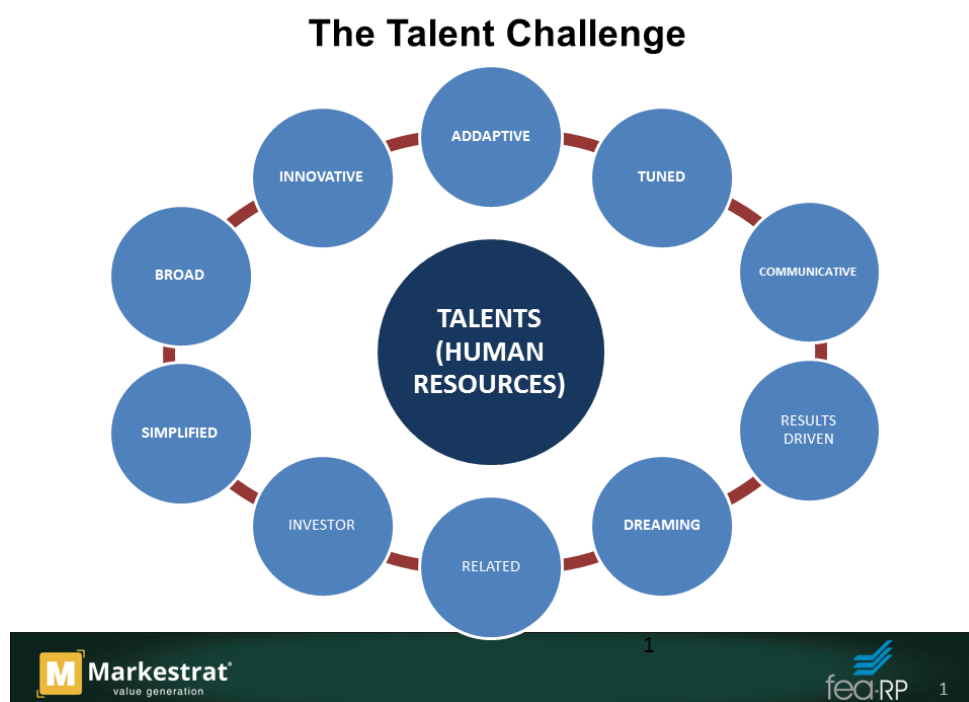 The Talent Challenge
ADDAPTIVE
TUNED
COMMUNICATIVE
RESULTS
DRIVEN
DREAMING
RELATED
INVESTOR
SIMPLIFIED
BROAD
INNOVATIVE
TALENTS
(HUMAN
RESOURCES)
1
M Markestrat®
value generation
fea-RP
1